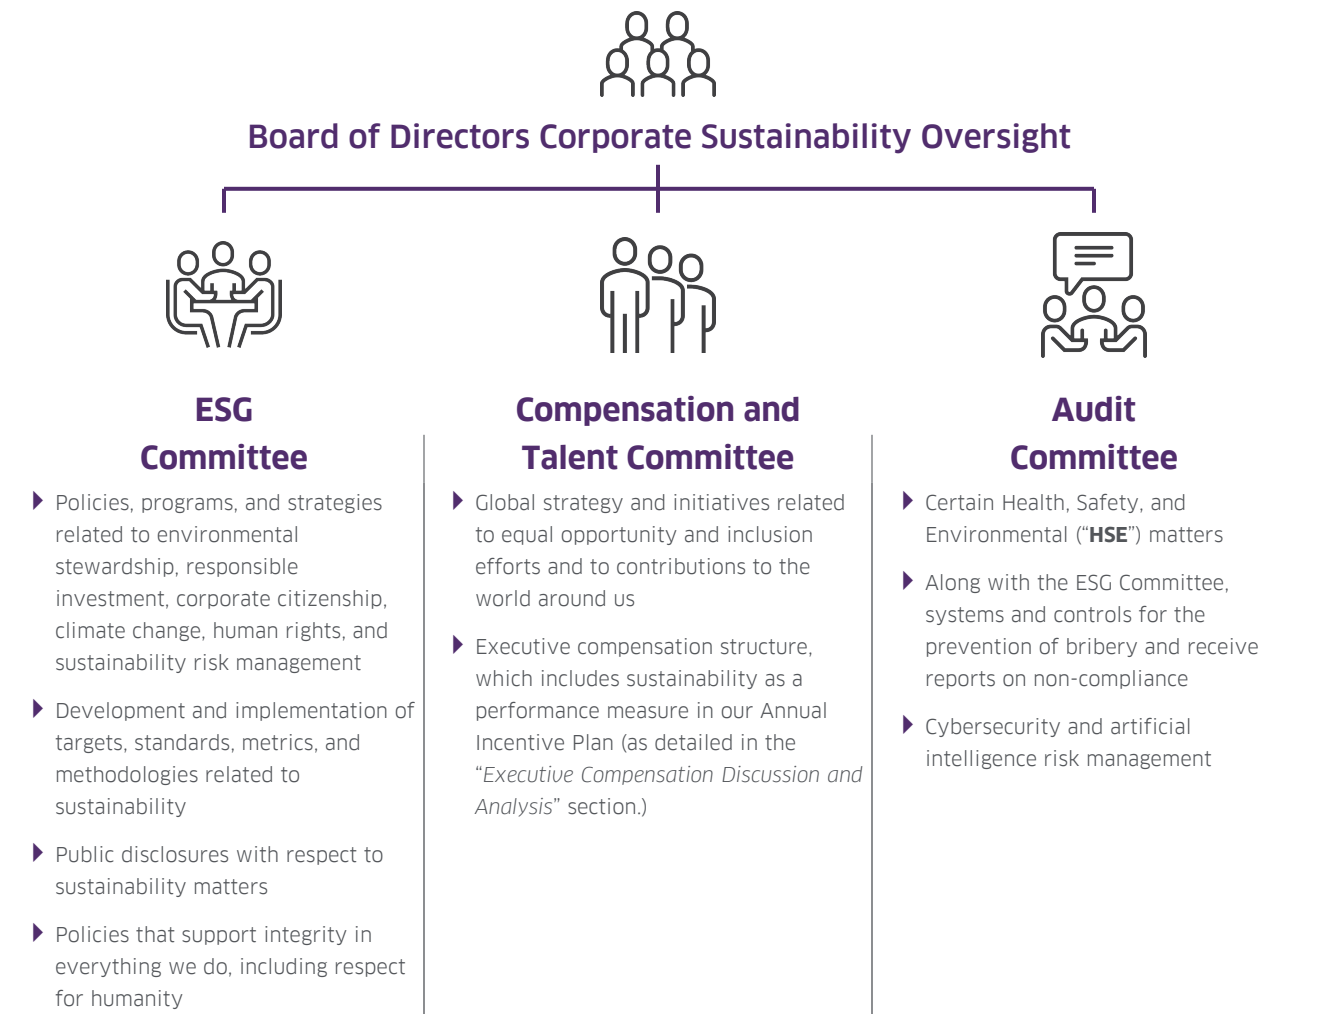 Board of Directors Corporate Sustainability Oversight
ESG
Committee
Policies, programs, and strategies
related to environmental
stewardship, responsible
investment, corporate citizenship,
climate change, human rights, and
sustainability risk management
Development and implementation of
targets, standards, metrics, and
methodologies related to
sustainability
Public disclosures with respect to
sustainability matters
Policies that support integrity in
everything we do, including respect
for humanity
Compensation and
Talent Committee
Global strategy and initiatives related
to equal opportunity and inclusion
efforts and to contributions to the
world around us
Executive compensation structure,
which includes sustainability as a
performance measure in our Annual
Incentive Plan (as detailed in the
“Executive Compensation Discussion and
Analysis” section.)
Audit
Committee
Certain Health, Safety, and
Environmental (“HSE”) matters
Along with the ESG Committee,
systems and controls for the
prevention of bribery and receive
reports on non-compliance
Cybersecurity and artificial
intelligence risk management